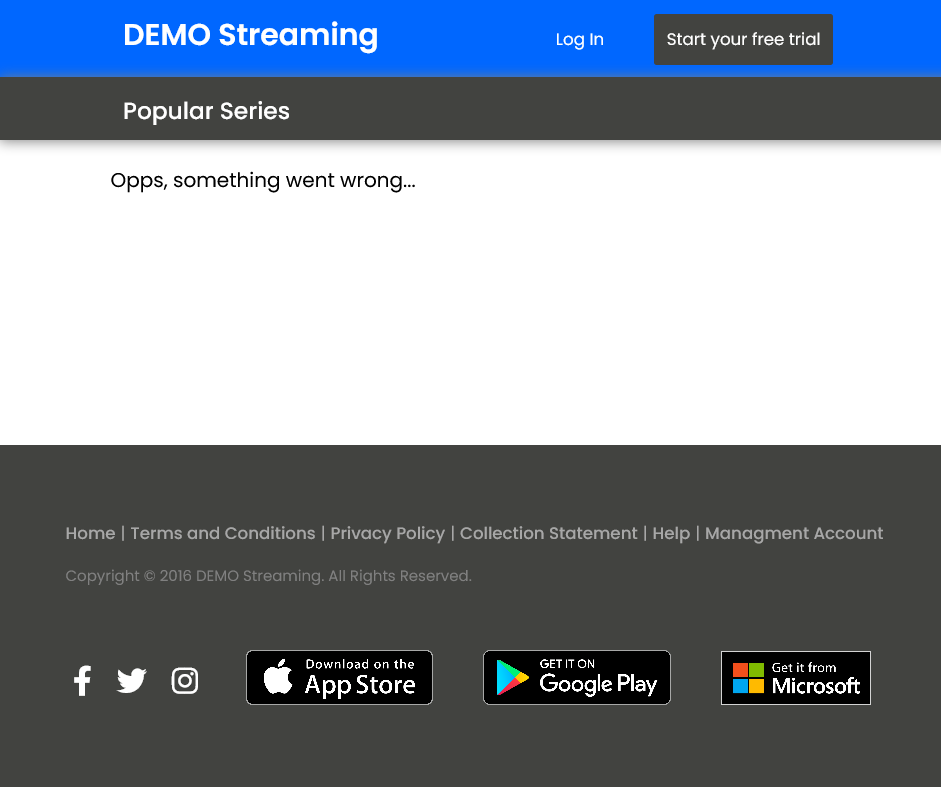 DEMO Streaming
Log In
Start your free trial
Popular Series
Opps, something went wrong...
Home | Terms and Conditions | Privacy Policy | Collection Statement | Help | Managment Account
Copyright © 2016 DEMO Streaming. All Rights Reserved.
Download on the
App Store
GET IT ON
Google Play
Get it from
Microsoft